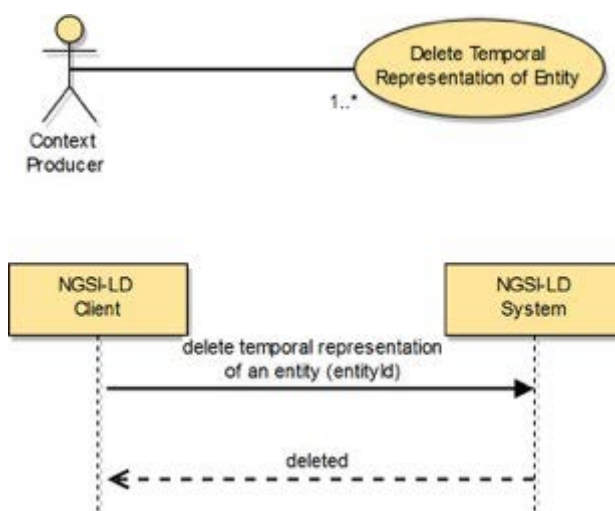 Delete Temporal
Representation of Entity
1..*
Context
Producer
NGSI-LD
Client
NGSI-LD
System
delete temporal representation
of an entity (entityId)
deleted